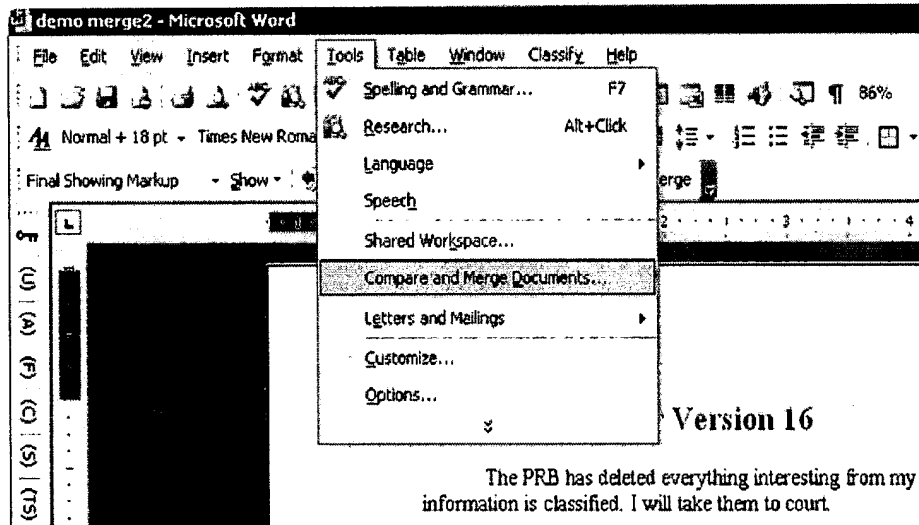 demo merge2 - Microsoft Word
File Edit View Insert Format Tools Table Window Classify Help
86%
Normal + 18 pt Times New Roma
Final Showing Markup Show erge
Spelling and Grammar... F7
Research... Alt+Click
Language
Speech
Shared Workspace...
Compare and Merge Documents...
Letters and Mailings
Customize...
Options...
2 3 4
(U) | (A) (F) (C) | (S) | (TS)
Version 16
The PRB has deleted everything interesting from my
information is classified. I will take them to court.